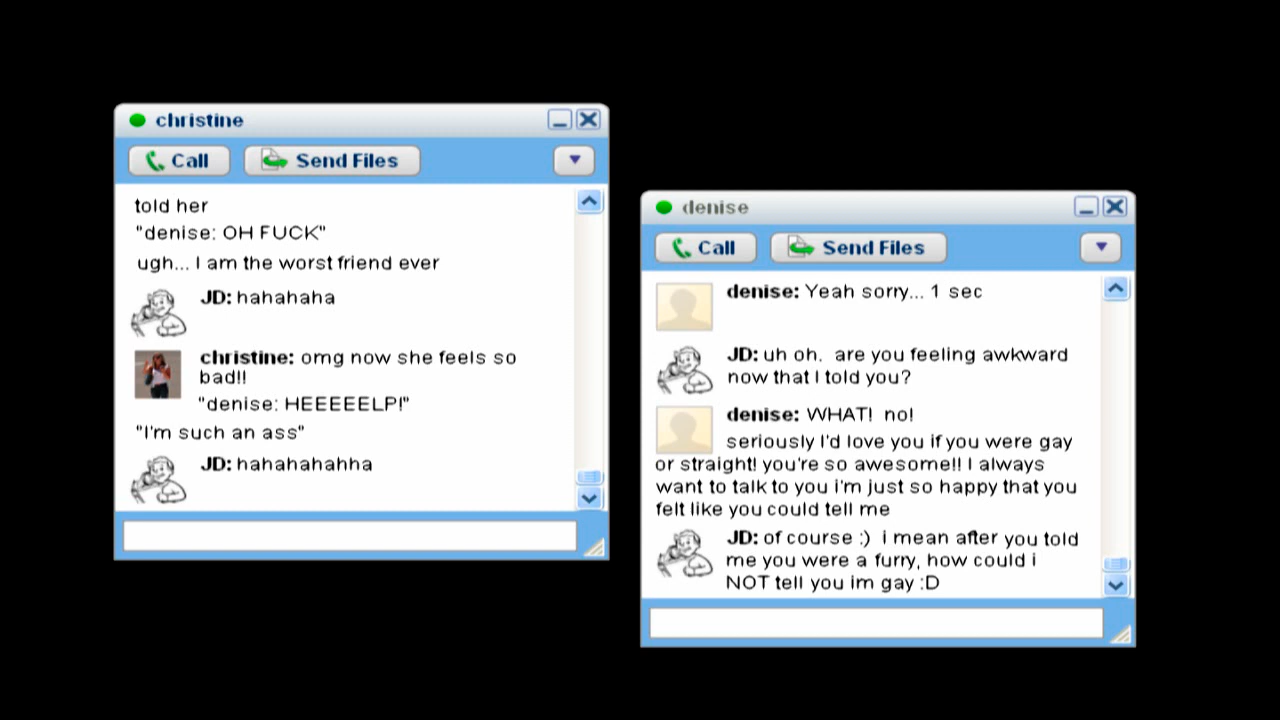 christine
Call
Send Files
told her
"denise: OH FUCK"
ugh... I am the worst friend ever
JD: hahahaha
christine: omg now she feels so
bad!!
"denise: HEEEEELP!"
"I'm such an ass"
JD: hahahahahha
denise
Call
Send Files
denise: Yeah sorry... 1 sec
JD: uh oh. are you feeling awkward
now that I told you?
denise: WHAT! no!
seriously I'd love you if you were gay
or straight! you're so awesome!! I always
want to talk to you i'm just so happy that you
felt like you could tell me
JD: of course :) i mean after you told
me you were a furry, how could i
NOT tell you im gay :D